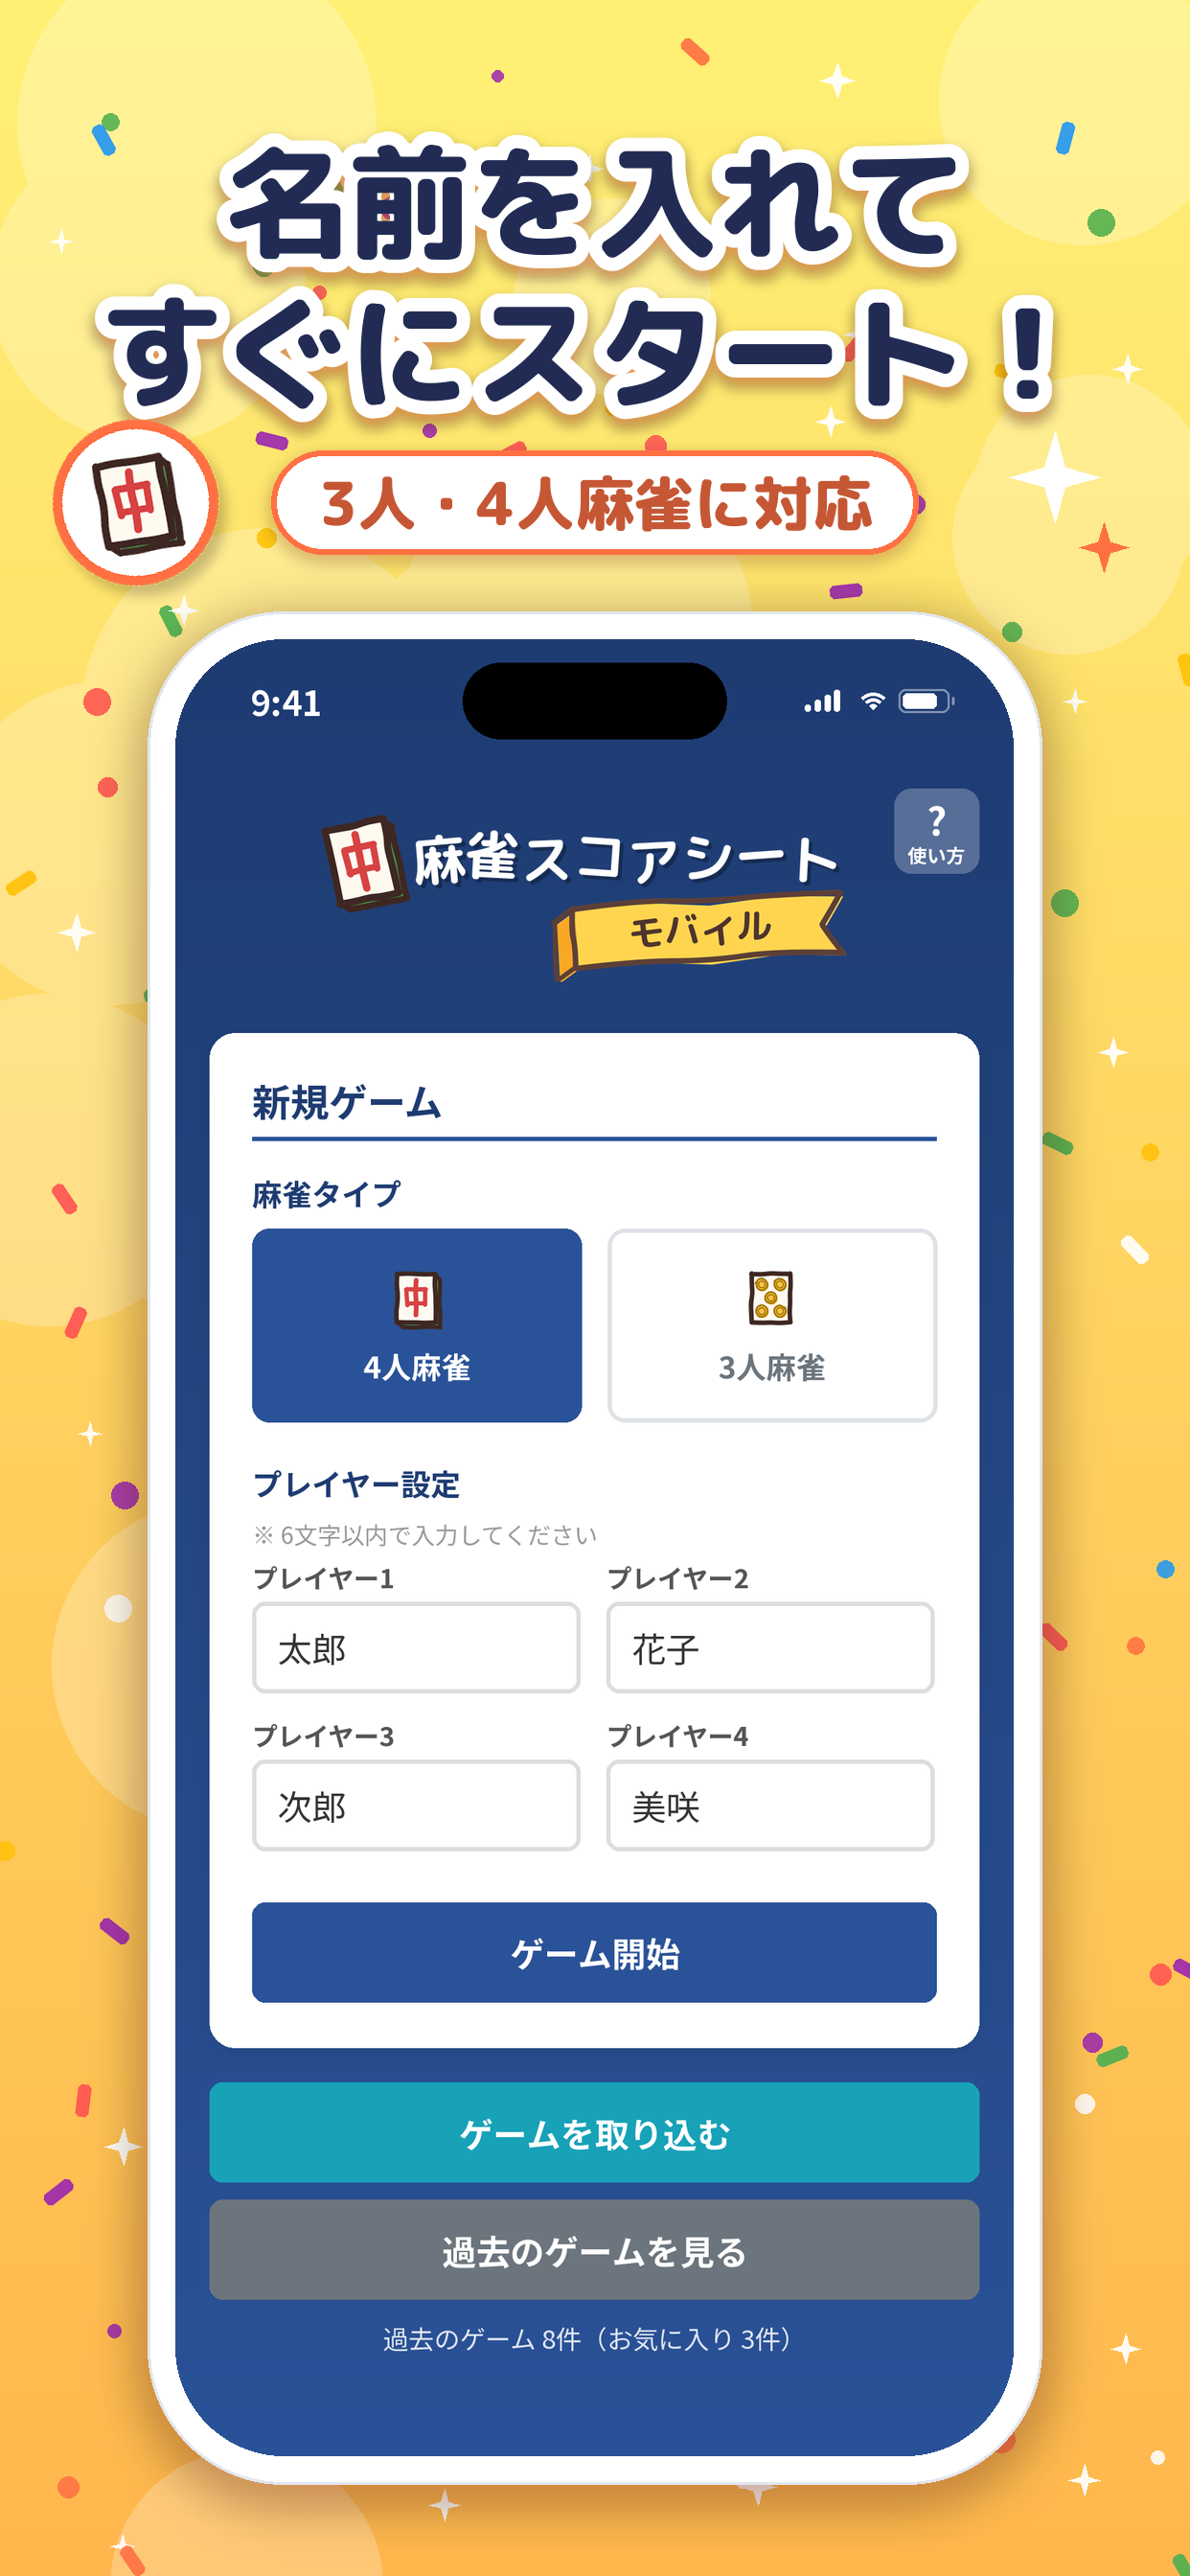 名前を入れて
すぐにスタート！
中
3人・4人麻雀に対応
9:41
?
使い方
中
麻雀スコアシート
モバイル
新規ゲーム
麻雀タイプ
中
4人麻雀
3人麻雀
プレイヤー設定
※ 6文字以内で入力してください
プレイヤー1
プレイヤー2
太郎
花子
プレイヤー3
プレイヤー4
次郎
美咲
ゲーム開始
ゲームを取り込む
過去のゲームを見る
過去のゲーム 8件（お気に入り 3件）